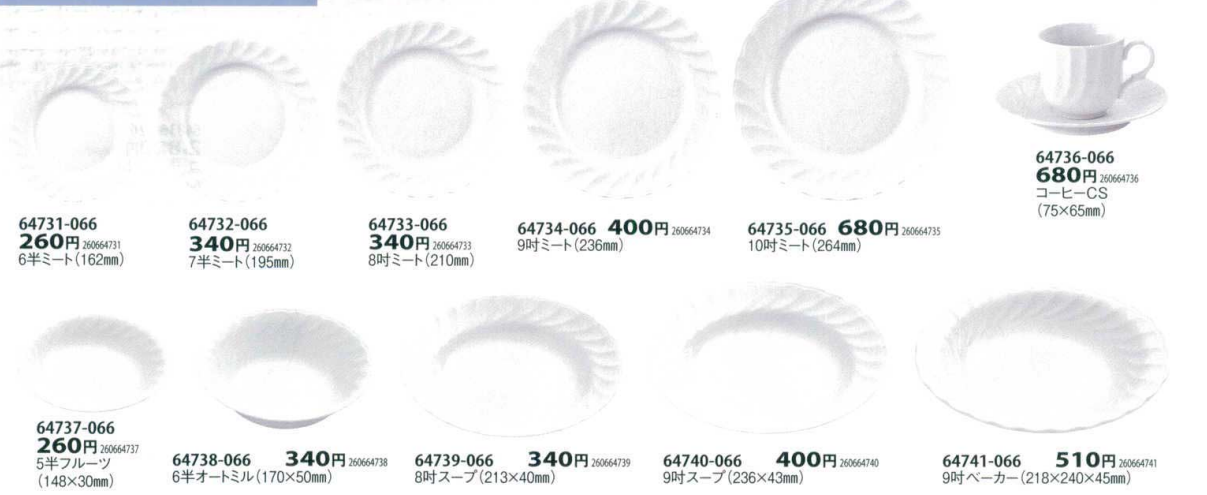 64731-066
260円 260664731
6半ミート(162mm)
64732-066
340円 260664732
7半ミート(195mm)
64733-066
340円 260664733
8吋ミート(210mm)
64734-066 400円 260664734
9吋ミート(236mm)
64735-066 680円 260664735
10吋ミート(264mm)
64736-066
680円 260664736
コーヒーCS
(75×65mm)
64737-066
260円 260664737
5半フルーツ
(148×30mm)
64738-066 340円 260664738
6半オートミル(170×50mm)
64739-066 340円 260664739
8吋スープ(213×40mm)
64740-066 400円 260664740
9吋スープ(236×43mm)
64741-066 510円 260664741
9吋ベーカー(218×240×45mm)